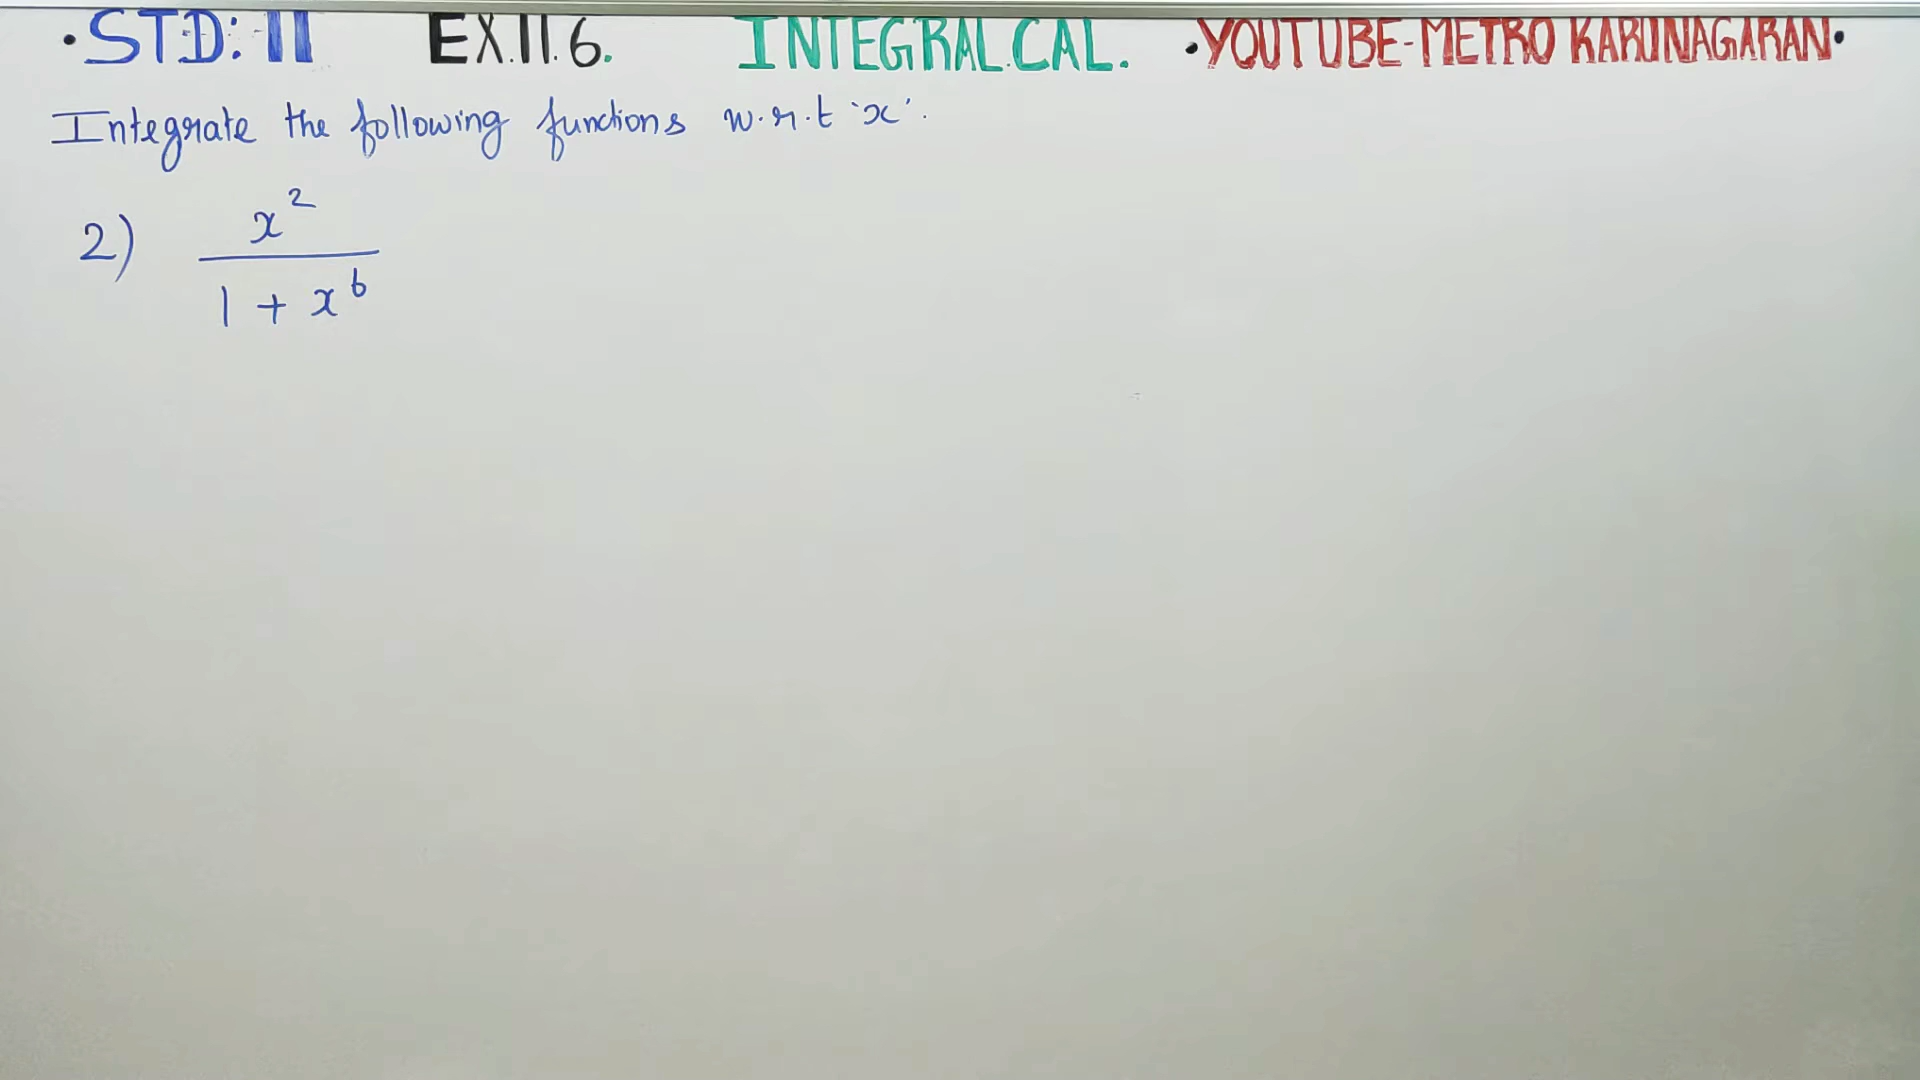 •STD: 11 EX.11.6. INTEGRAL.CAL. •YOUTUBE-METRO KARUNAGARAN•
Integrate the following functions w.r.t 'x'.
2) x²
1 + x⁶